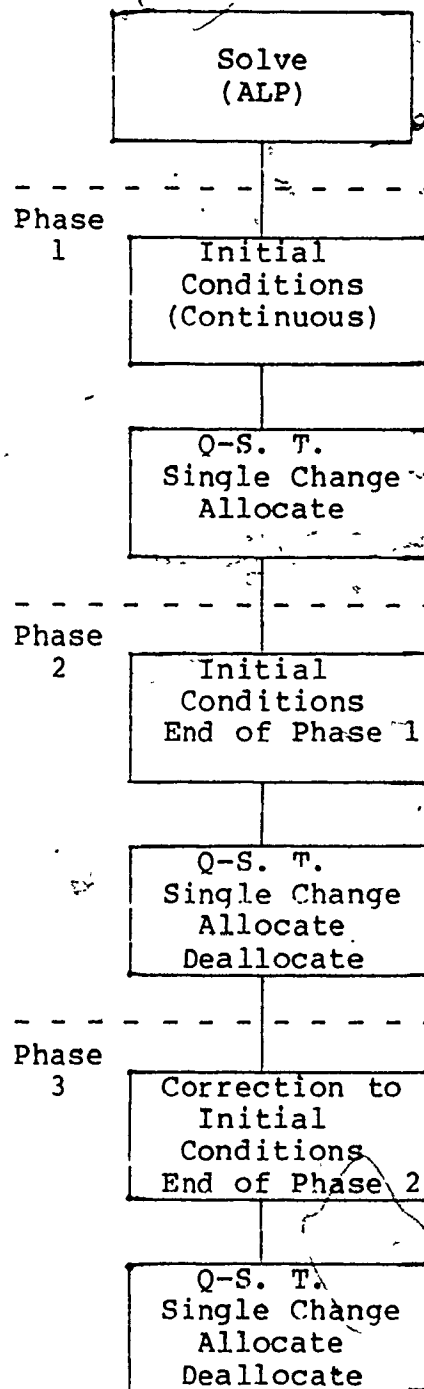 Solve
(ALP)
Phase
1
Initial
Conditions
(Continuous)
Q-S. T.
Single Change
Allocate
Phase
2
Initial
Conditions
End of Phase 1
Q-S. T.
Single Change
Allocate
Deallocate
Phase
3
Correction to
Initial
Conditions
End of Phase 2
Q-S. T.
Single Change
Allocate
Deallocate